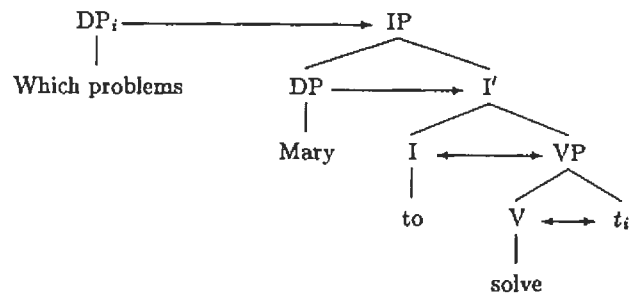 DPᵢ IP
Which problems DP I′
Mary I VP
to V tᵢ
solve